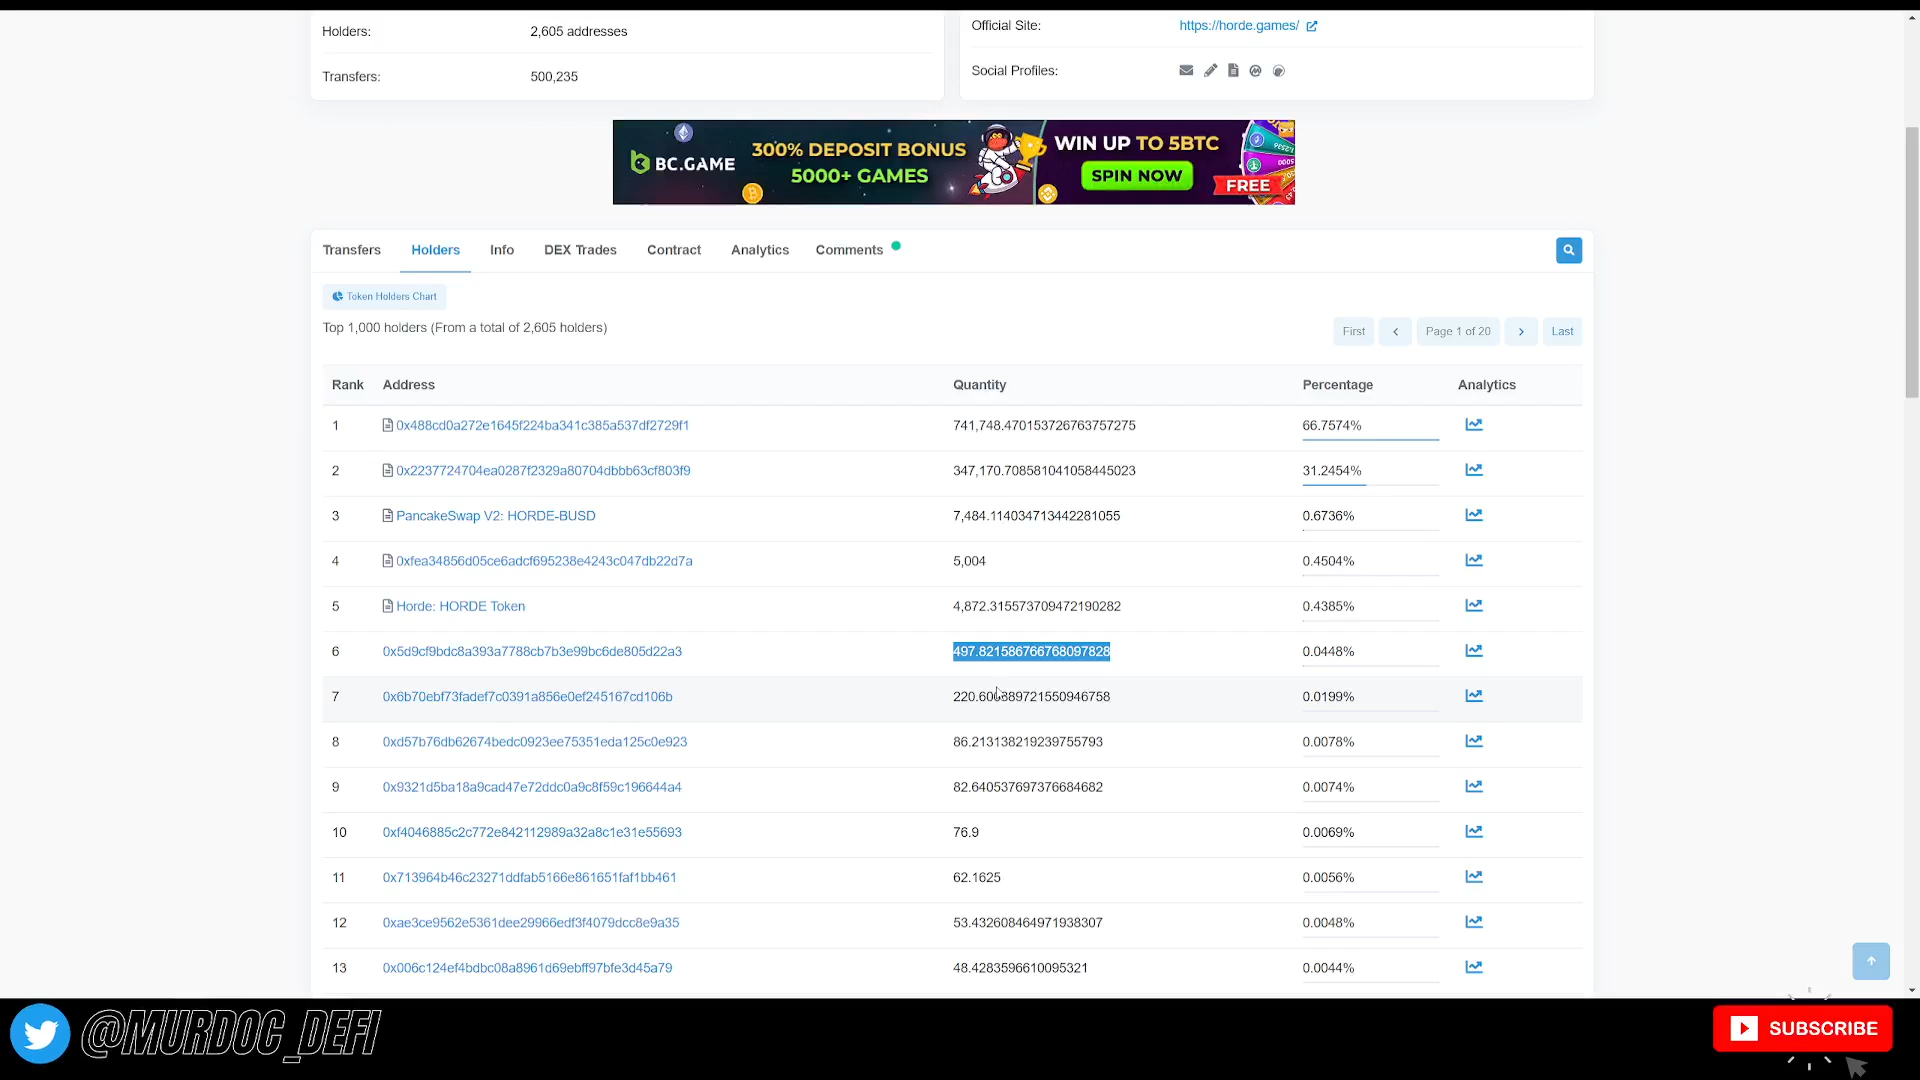 Holders: 2,605 addresses
Transfers: 500,235
Official Site: https://horde.games/
Social Profiles:
BC.GAME 300% DEPOSIT BONUS 5000+ GAMES WIN UP TO 5BTC SPIN NOW FREE
Transfers Holders Info DEX Trades Contract Analytics Comments
Token Holders Chart
Top 1,000 holders (From a total of 2,605 holders)
First Page 1 of 20 Last
Rank Address Quantity Percentage Analytics
1 0x488cd0a272e1645f224ba341c385a537df2729f1 741,748.470153726763757275 66.7574%
2 0x2237724704ea0287f2329a80704dbbb63cf803f9 347,170.708581041058445023 31.2454%
3 PancakeSwap V2: HORDE-BUSD 7,484.114034713442281055 0.6736%
4 0xfea34856d05ce6adcf695238e4243c047db22d7a 5,004 0.4504%
5 Horde: HORDE Token 4,872.315573709472190282 0.4385%
6 0x5d9cf9bdc8a393a7788cb7b3e99bc6de805d22a3 497.821586766768097828 0.0448%
7 0x6b70ebf73fadef7c0391a856e0ef245167cd106b 0.0199%
8 0xd57b76db62674bedc0923ee75351eda125c0e923 86.213138219239755793 0.0078%
9 0x9321d5ba18a9cad47e72ddc0a9c8f59c196644a4 82.640537697376684682 0.0074%
10 0xf4046885c2c772e842112989a32a8c1e31e55693 76.9 0.0069%
11 0x713964b46c23271ddfab5166e861651faf1bb461 62.1625 0.0056%
12 0xae3ce9562e5361dee29966edf3f4079dcc8e9a35 53.432608464971938307 0.0048%
13 0x006c124ef4bdbc08a8961d69ebff97bfe3d45a79 48.4283596610095321 0.0044%
@MURDOC_DEFI
SUBSCRIBE